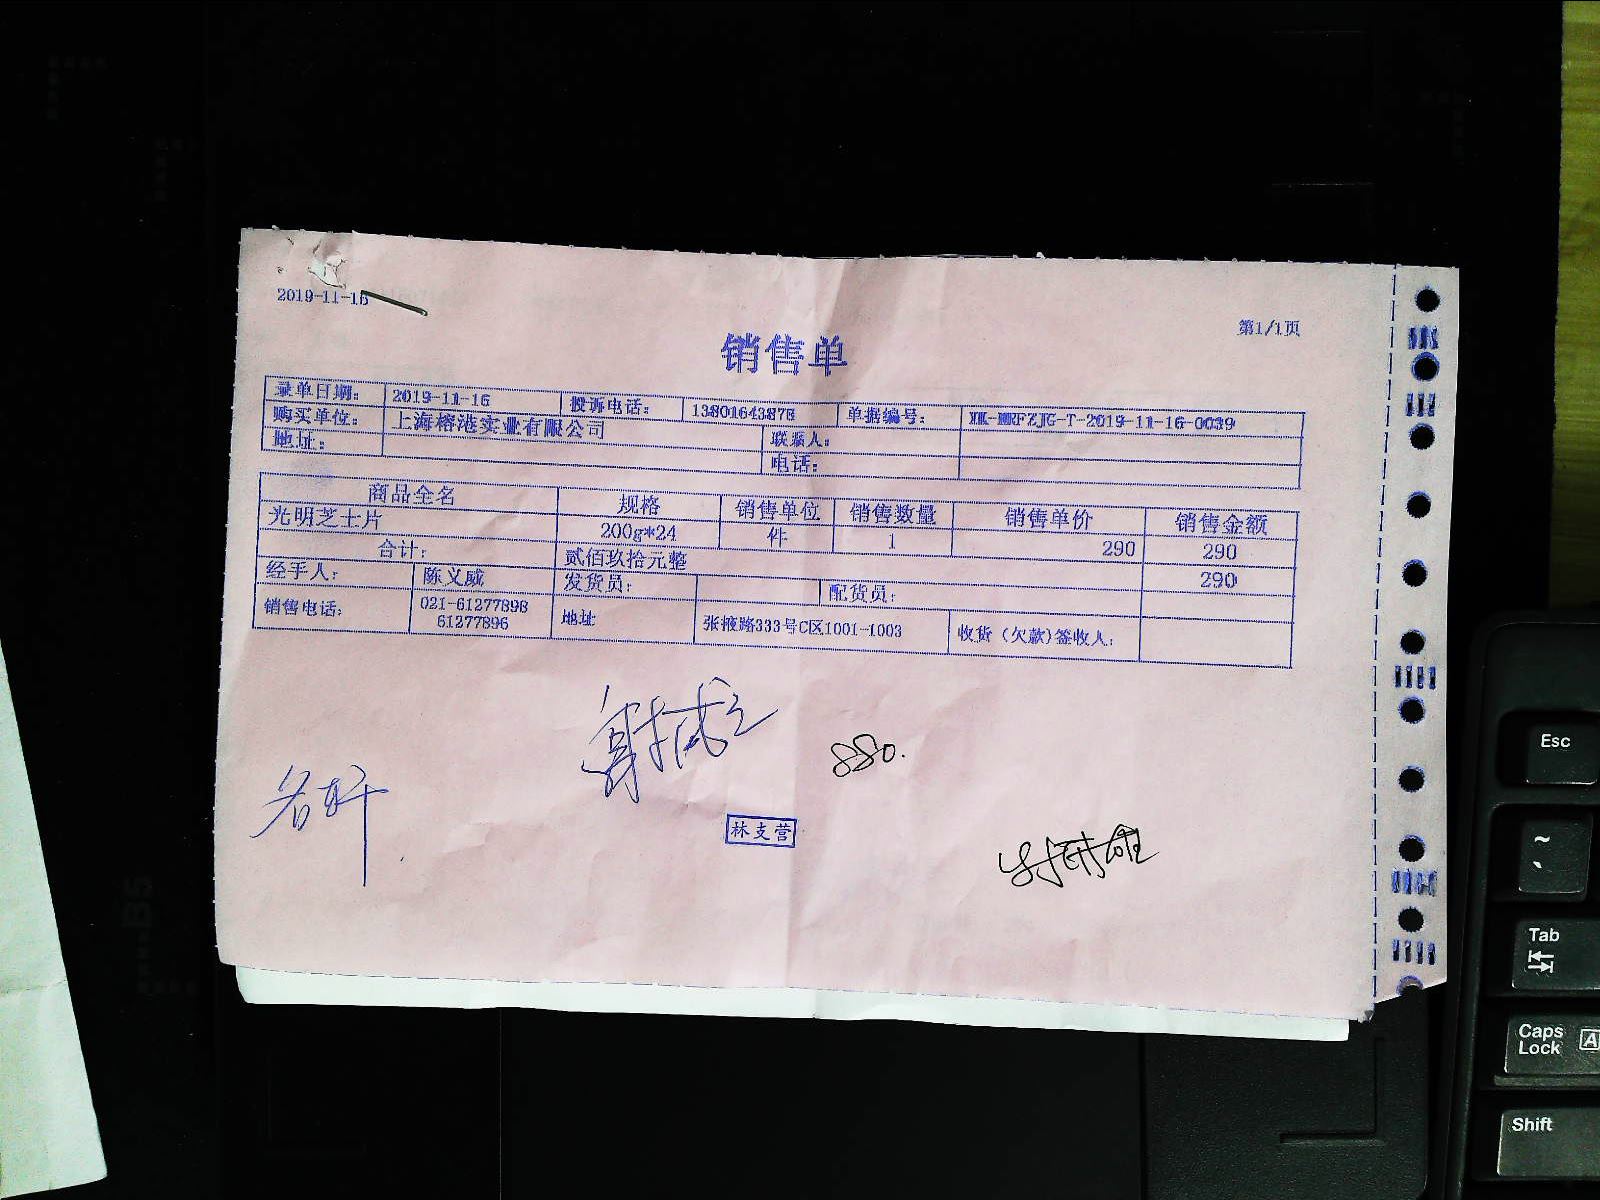 2019-11-16
第1/1页
销售单
录单日期: 2019-11-16 投诉电话: 13801643878 单据编号: XK-MRFZJG-T-2019-11-16-0039
购买单位: 上海榕港实业有限公司 联系人:
地址: 电话:
商品全名 规格 销售单位 销售数量 销售单价 销售金额
光明芝士片 200g*24 件 1 290 290
合计: 贰佰玖拾元整 290
经手人: 陈义威 发货员: 配货员:
销售电话: 021-61277898 61277896 地址 张掖路333号C区1001-1003 收货(欠款)签收人:
880.
林支营
Esc
~
Tab
Caps Lock A
Shift